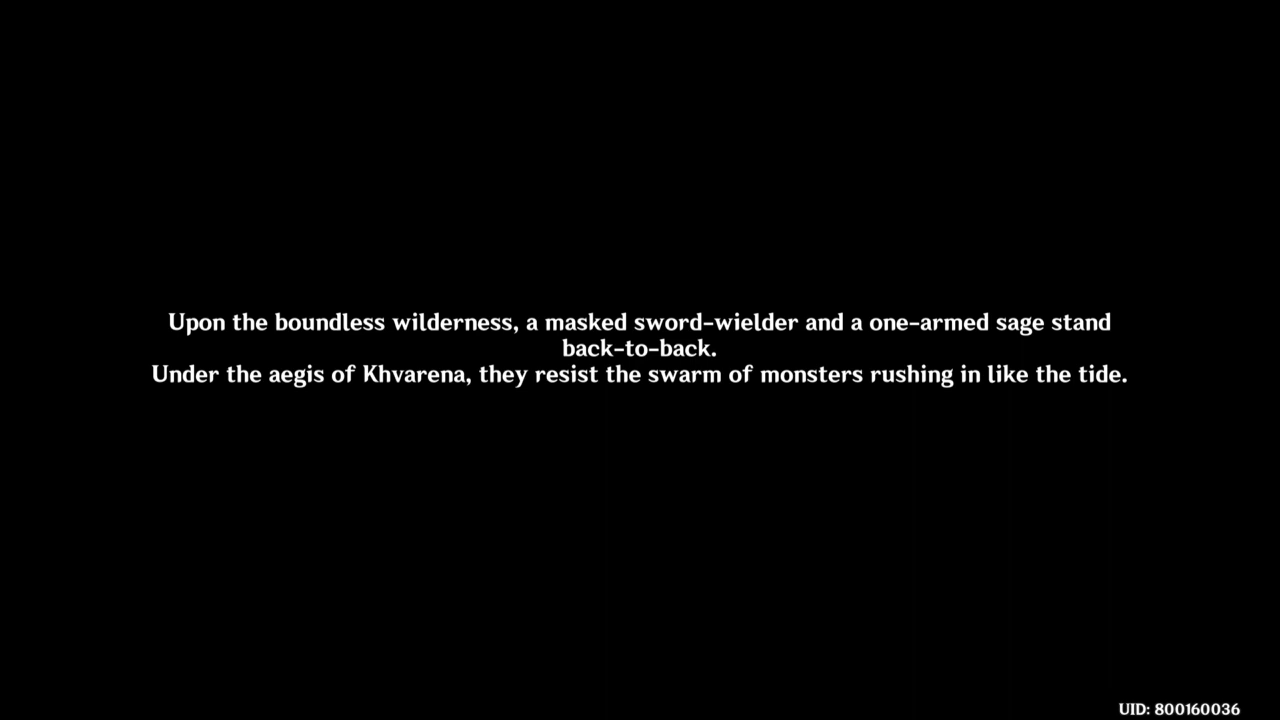 Upon the boundless wilderness, a masked sword-wielder and a one-armed sage stand
back-to-back.
Under the aegis of Khvarena, they resist the swarm of monsters rushing in like the tide.
UID: 800160036